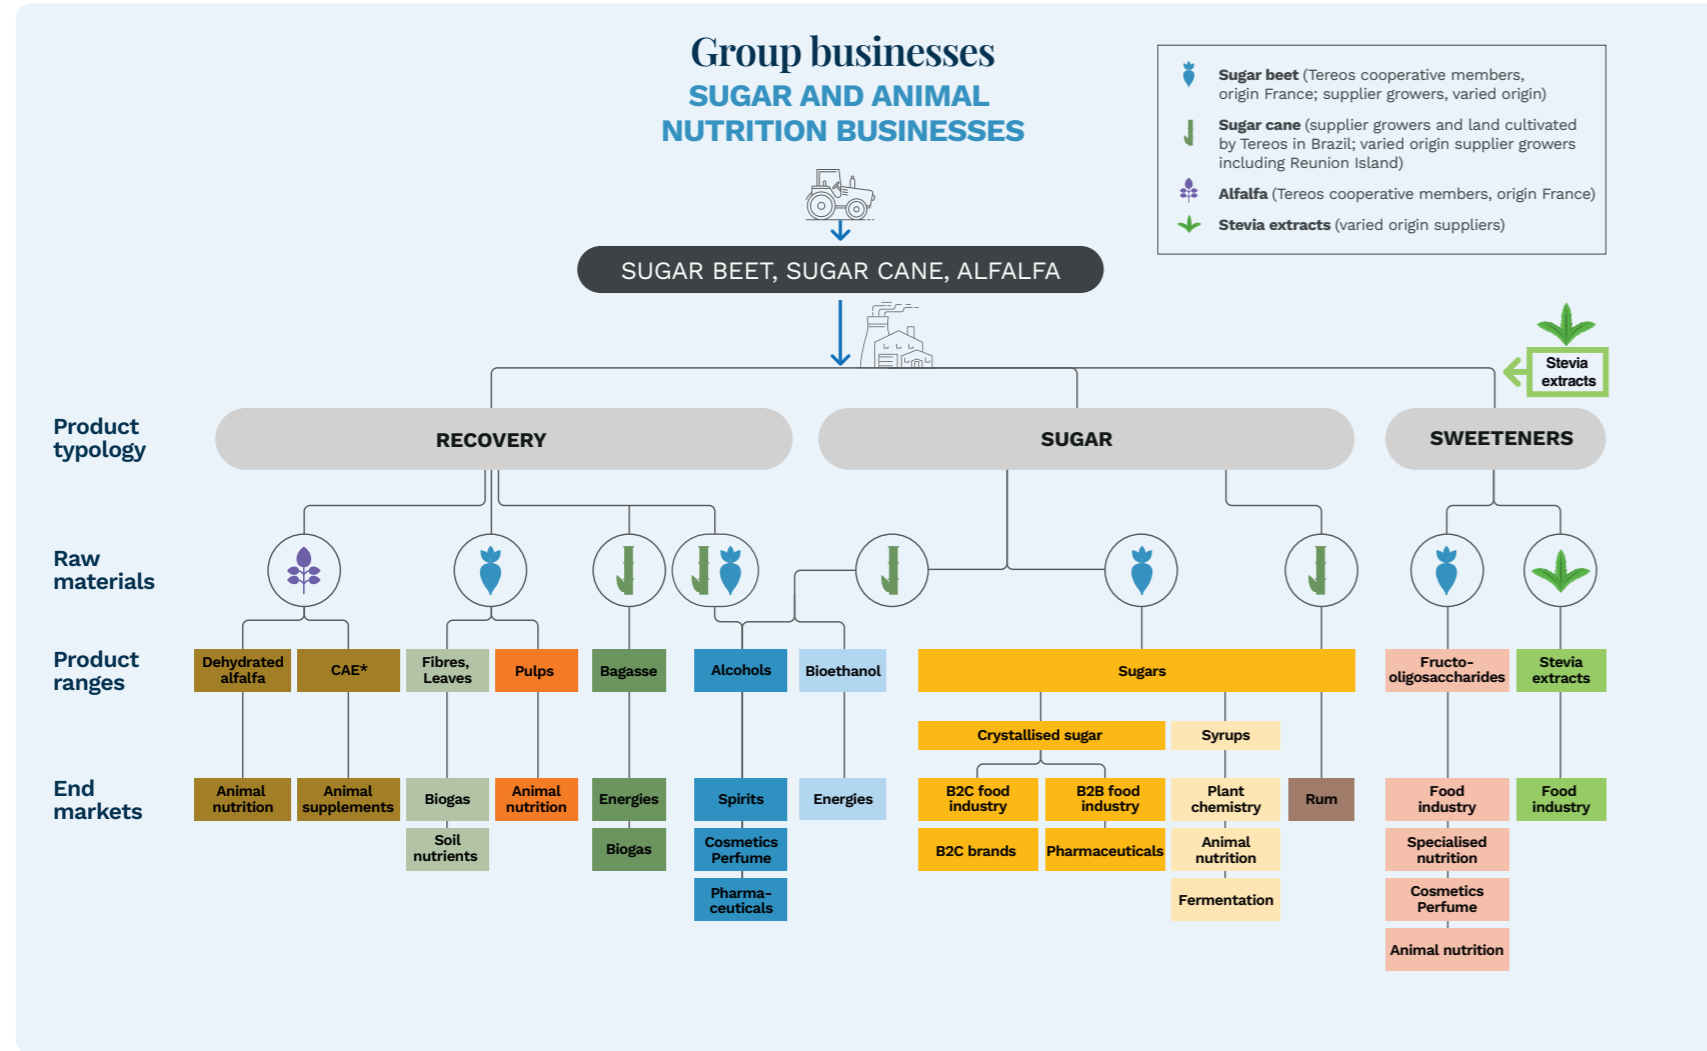 Group businesses
SUGAR AND ANIMAL
NUTRITION BUSINESSES
Sugar beet (Tereos cooperative members,
origin France; supplier growers, varied origin)
Sugar cane (supplier growers and land cultivated
by Tereos in Brazil; varied origin supplier growers
including Reunion Island)
Alfalfa (Tereos cooperative members, origin France)
Stevia extracts (varied origin suppliers)
SUGAR BEET, SUGAR CANE, ALFALFA
Stevia
extracts
Product
typology
RECOVERY
SUGAR
SWEETENERS
Raw
materials
Product
ranges
Dehydrated
alfalfa
CAE*
Fibres,
Leaves
Pulps
Bagasse
Alcohols
Bioethanol
Sugars
Fructo-
oligosaccharides
Stevia
extracts
Crystallised sugar
Syrups
End
markets
Animal
nutrition
Animal
supplements
Biogas
Animal
nutrition
Energies
Spirits
Energies
B2C food
industry
B2B food
industry
Plant
chemistry
Rum
Food
industry
Food
industry
Soil
nutrients
Biogas
Cosmetics
Perfume
B2C brands
Pharmaceuticals
Animal
nutrition
Specialised
nutrition
Pharma-
ceuticals
Fermentation
Cosmetics
Perfume
Animal nutrition